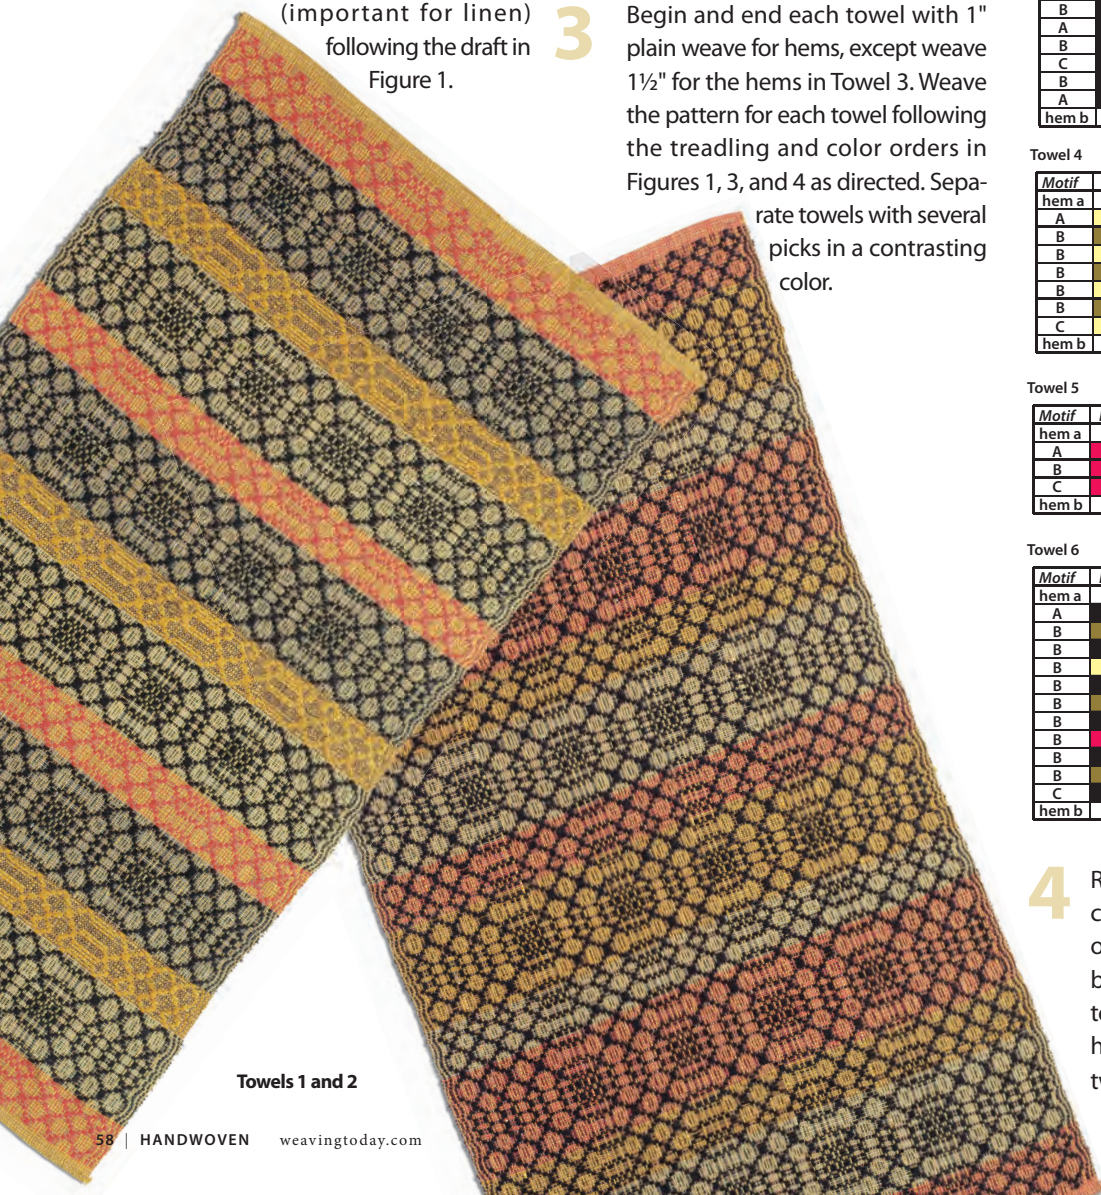 (important for linen)
following the draft in
Figure 1.
3
Begin and end each towel with 1"
plain weave for hems, except weave
1½" for the hems in Towel 3. Weave
the pattern for each towel following
the treadling and color orders in
Figures 1, 3, and 4 as directed. Sepa-
rate towels with several
picks in a contrasting
color.
B
A
B
C
B
A
hem b
Towel 4
Motif
hem a
A
B
B
B
B
B
C
hem b
Towel 5
Motif
hem a
A
B
C
hem b
Towel 6
Motif
hem a
A
B
B
B
B
B
B
B
B
B
C
hem b
4
Towels 1 and 2
58 | HANDWOVEN weavingtoday.com